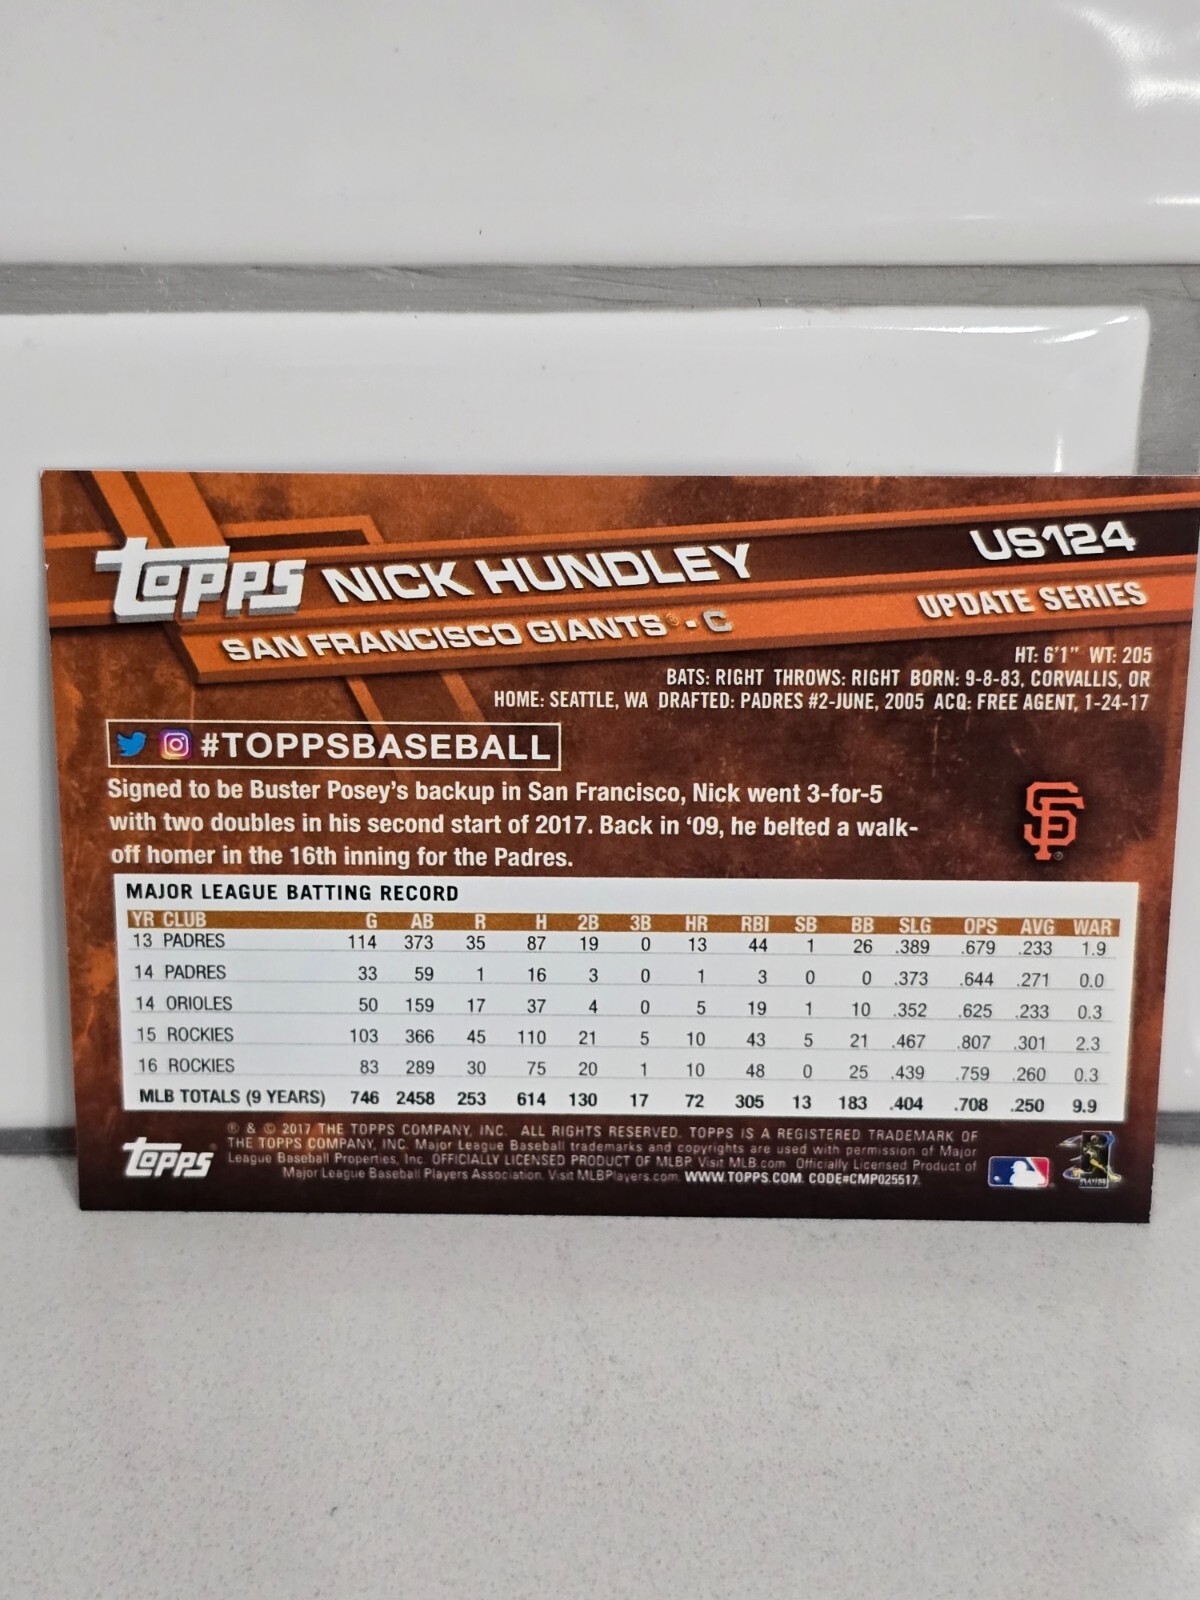 TOPPS NICK HUNDLEY US124
SAN FRANCISCO GIANTS® - C UPDATE SERIES
HT: 6'1" WT: 205
BATS: RIGHT THROWS: RIGHT BORN: 9-8-83, CORVALLIS, OR
HOME: SEATTLE, WA DRAFTED: PADRES #2-JUNE, 2005 ACQ: FREE AGENT, 1-24-17
#TOPPSBASEBALL
Signed to be Buster Posey's backup in San Francisco, Nick went 3-for-5
with two doubles in his second start of 2017. Back in '09, he belted a walk-
off homer in the 16th inning for the Padres.
SF
MAJOR LEAGUE BATTING RECORD
YR CLUB G AB R H 2B 3B HR RBI SB BB SLG OPS AVG WAR
13 PADRES 114 373 35 87 19 0 13 44 1 26 .389 .679 .233 1.9
14 PADRES 33 59 1 16 3 0 1 3 0 0 .373 .644 .271 0.0
14 ORIOLES 50 159 17 37 4 0 5 19 1 10 .352 .625 .233 0.3
15 ROCKIES 103 366 45 110 21 5 10 43 5 21 .467 .807 .301 2.3
16 ROCKIES 83 289 30 75 20 1 10 48 0 25 .439 .759 .260 0.3
MLB TOTALS (9 YEARS) 746 2458 253 614 130 17 72 305 13 183 .404 .708 .250 9.9
TOPPS
® & © 2017 THE TOPPS COMPANY, INC. ALL RIGHTS RESERVED. TOPPS IS A REGISTERED TRADEMARK OF
THE TOPPS COMPANY, INC. Major League Baseball trademarks and copyrights are used with permission of Major
League Baseball Properties, Inc. OFFICIALLY LICENSED PRODUCT OF MLBP. Visit MLB.com Officially Licensed Product of
Major League Baseball Players Association. Visit MLBPlayers.com. WWW.TOPPS.COM. CODE#CMP025517.